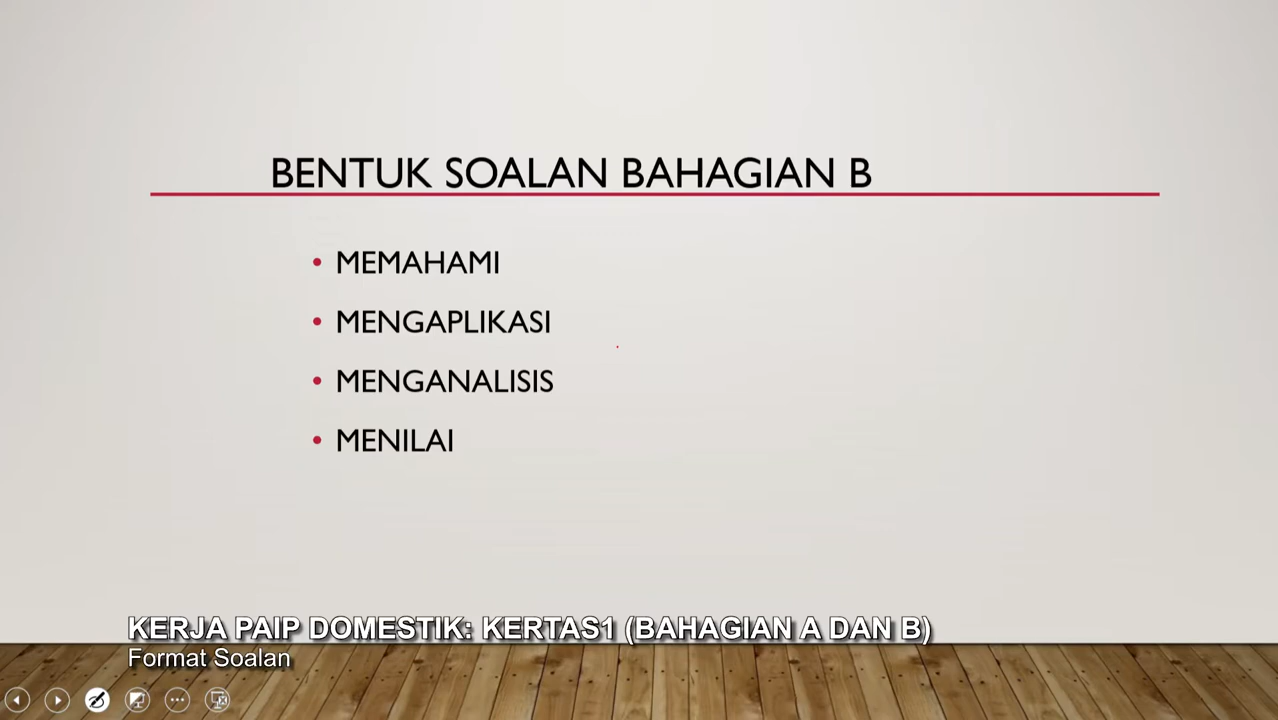 BENTUK SOALAN BAHAGIAN B
• MEMAHAMI
• MENGAPLIKASI
• MENGANALISIS
• MENILAI
KERJA PAIP DOMESTIK: KERTAS1 (BAHAGIAN A DAN B)
Format Soalan